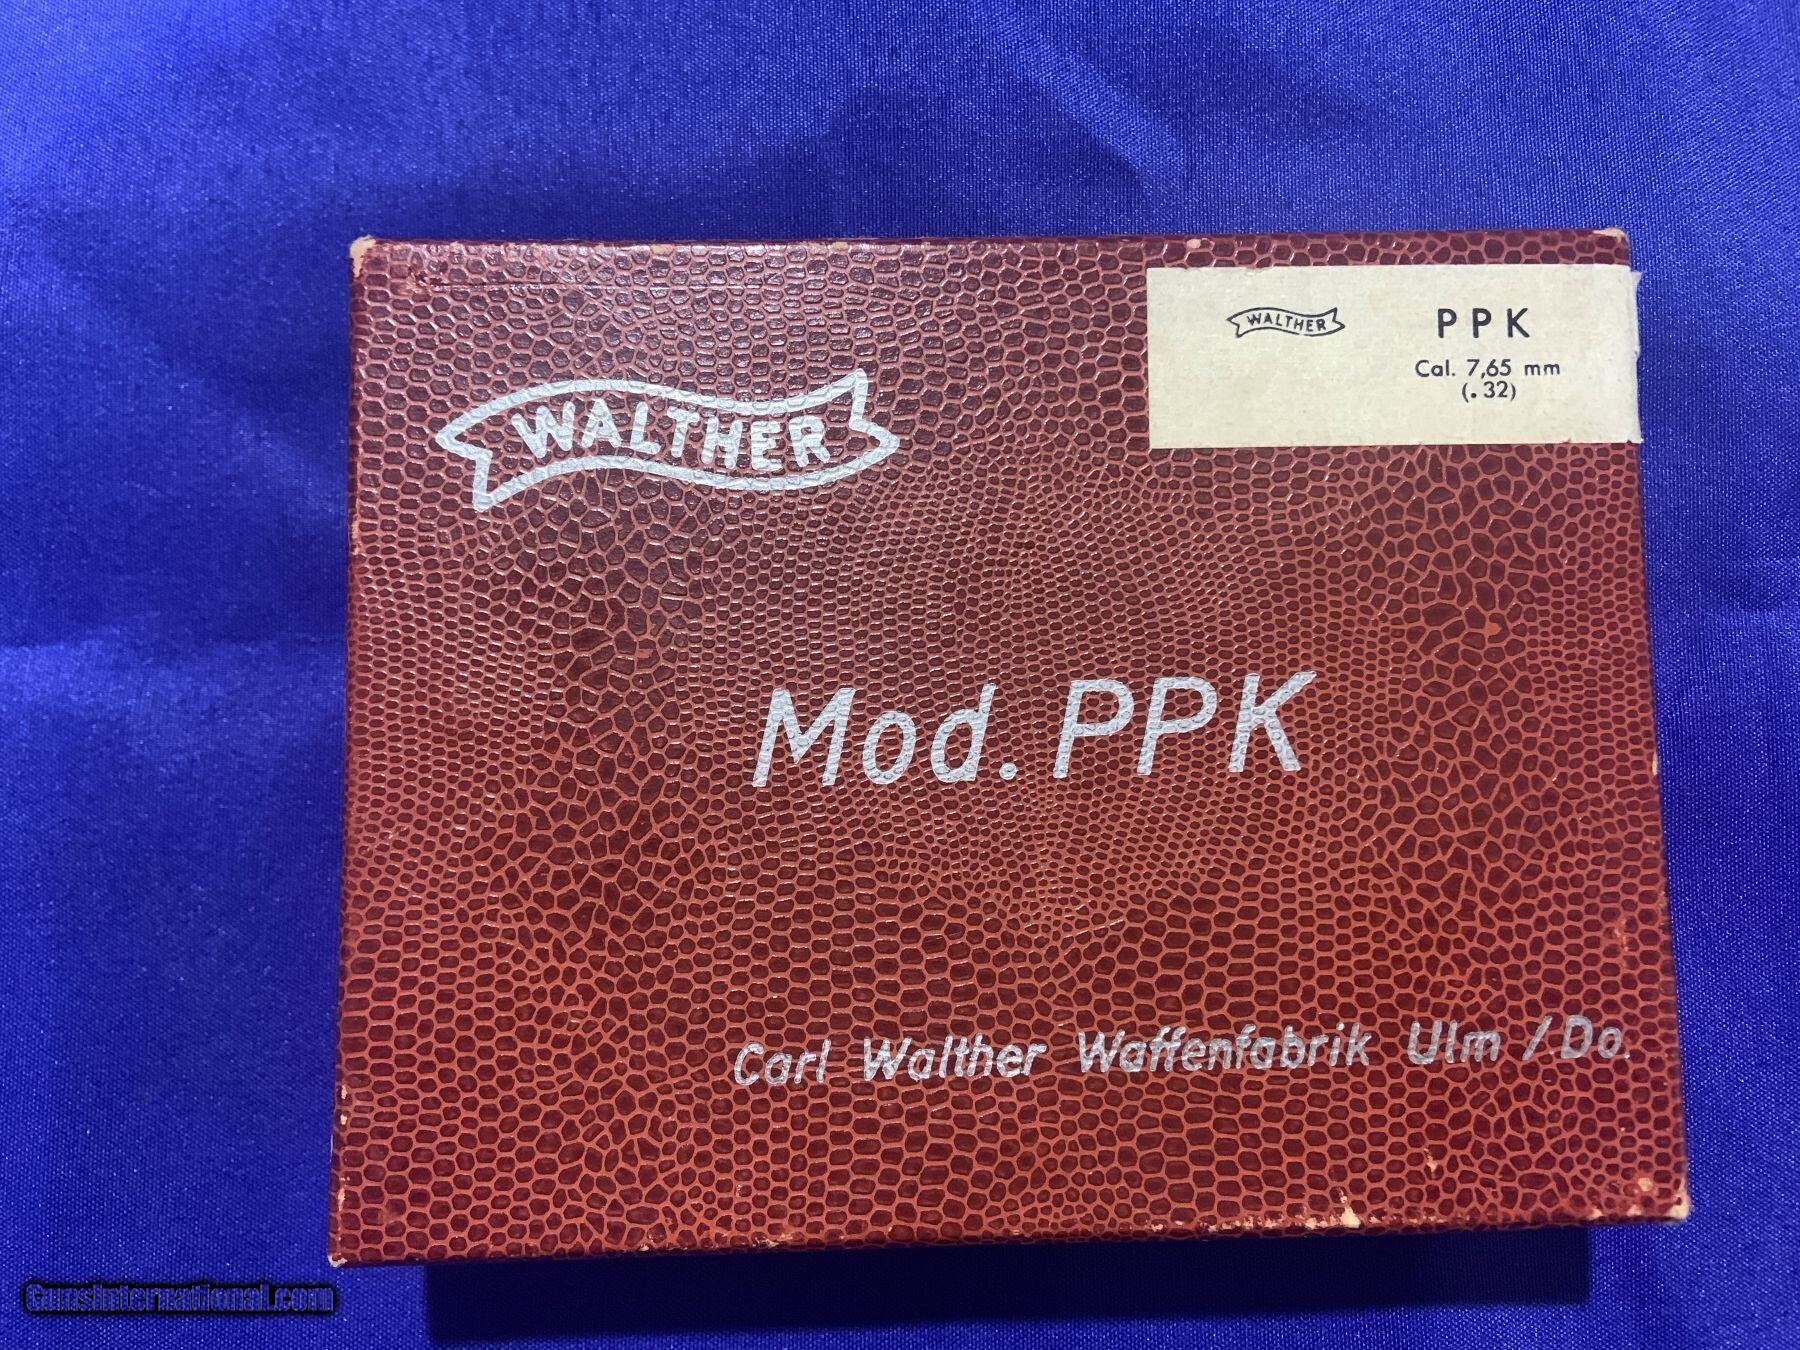 WALTHER
PPK
Cal. 7,65 mm
(.32)
WALTHER
Mod. PPK
Carl Walther Waffenfabrik Ulm / Do
GunsInternational.com